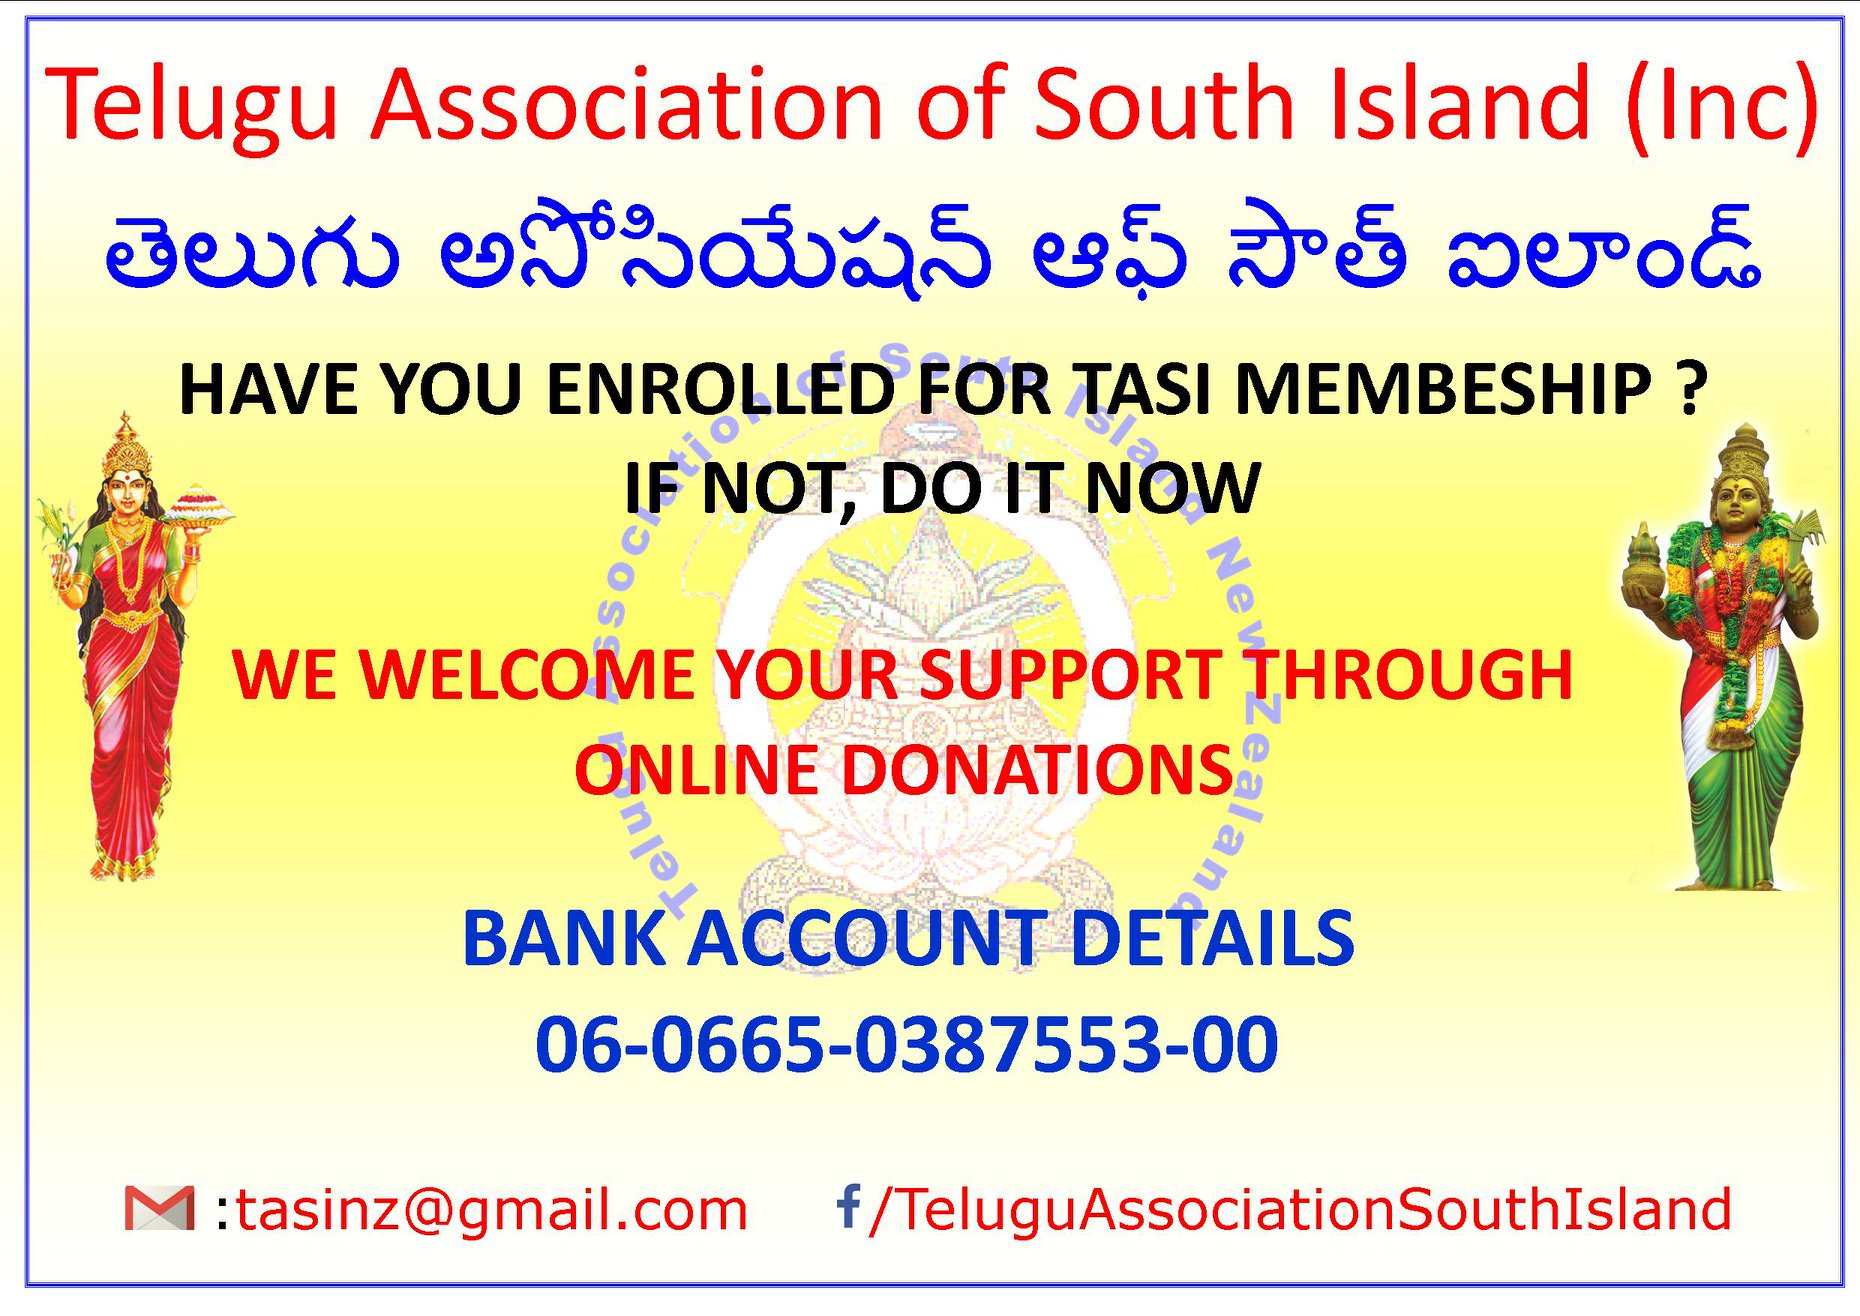 Telugu Association of South Island (Inc)
తెలుగు అసోసియేషన్ ఆఫ్ సౌత్ ఐలాండ్
HAVE YOU ENROLLED FOR TASI MEMBESHIP ?
IF NOT, DO IT NOW
Telugu Association of South Island New Zealand
WE WELCOME YOUR SUPPORT THROUGH
ONLINE DONATIONS
BANK ACCOUNT DETAILS
06-0665-0387553-00
:tasinz@gmail.com
f/TeluguAssociationSouthIsland